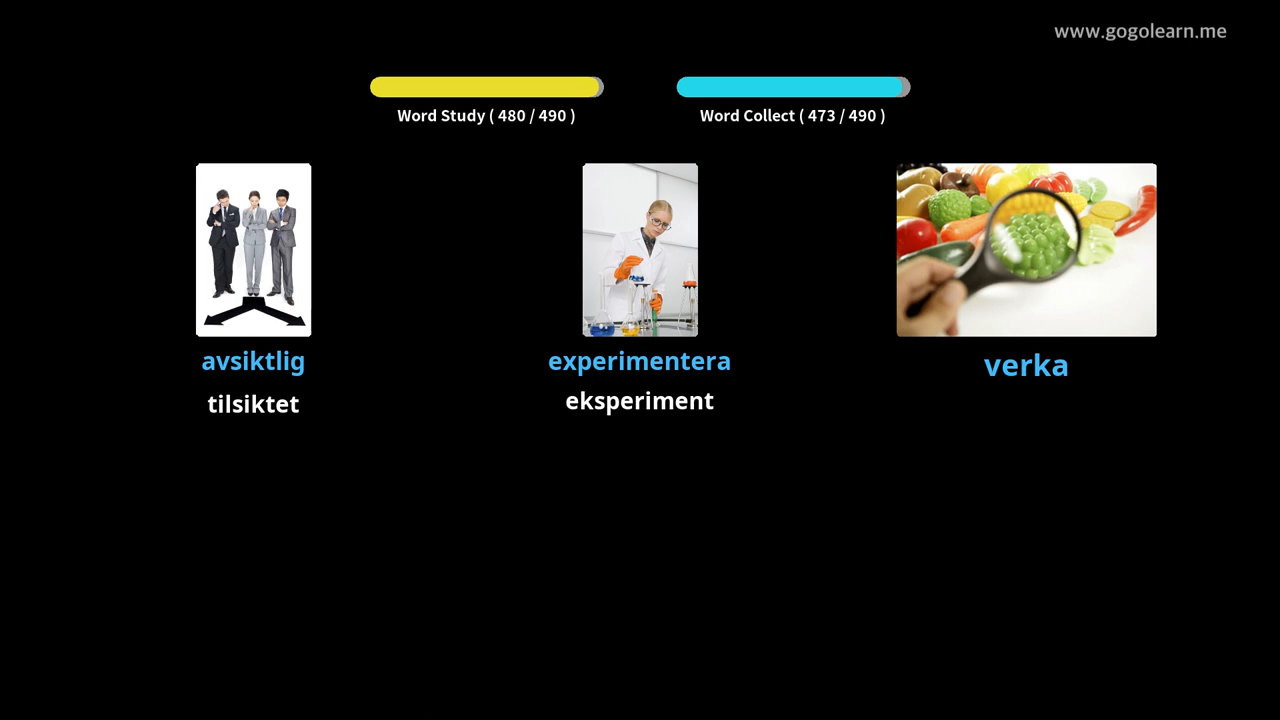 www.gogolearn.me
Word Study ( 480 / 490 )
Word Collect ( 473 / 490 )
avsiktlig
experimentera
verka
tilsiktet
eksperiment